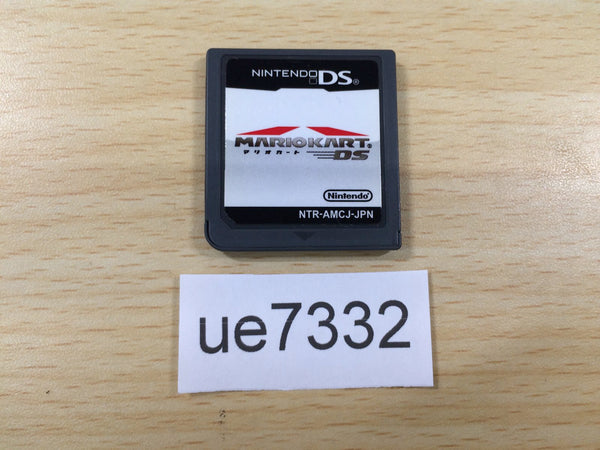 NINTENDO DS®
MARIOKART®
マリオカート DS
Nintendo®
NTR-AMCJ-JPN
ue7332